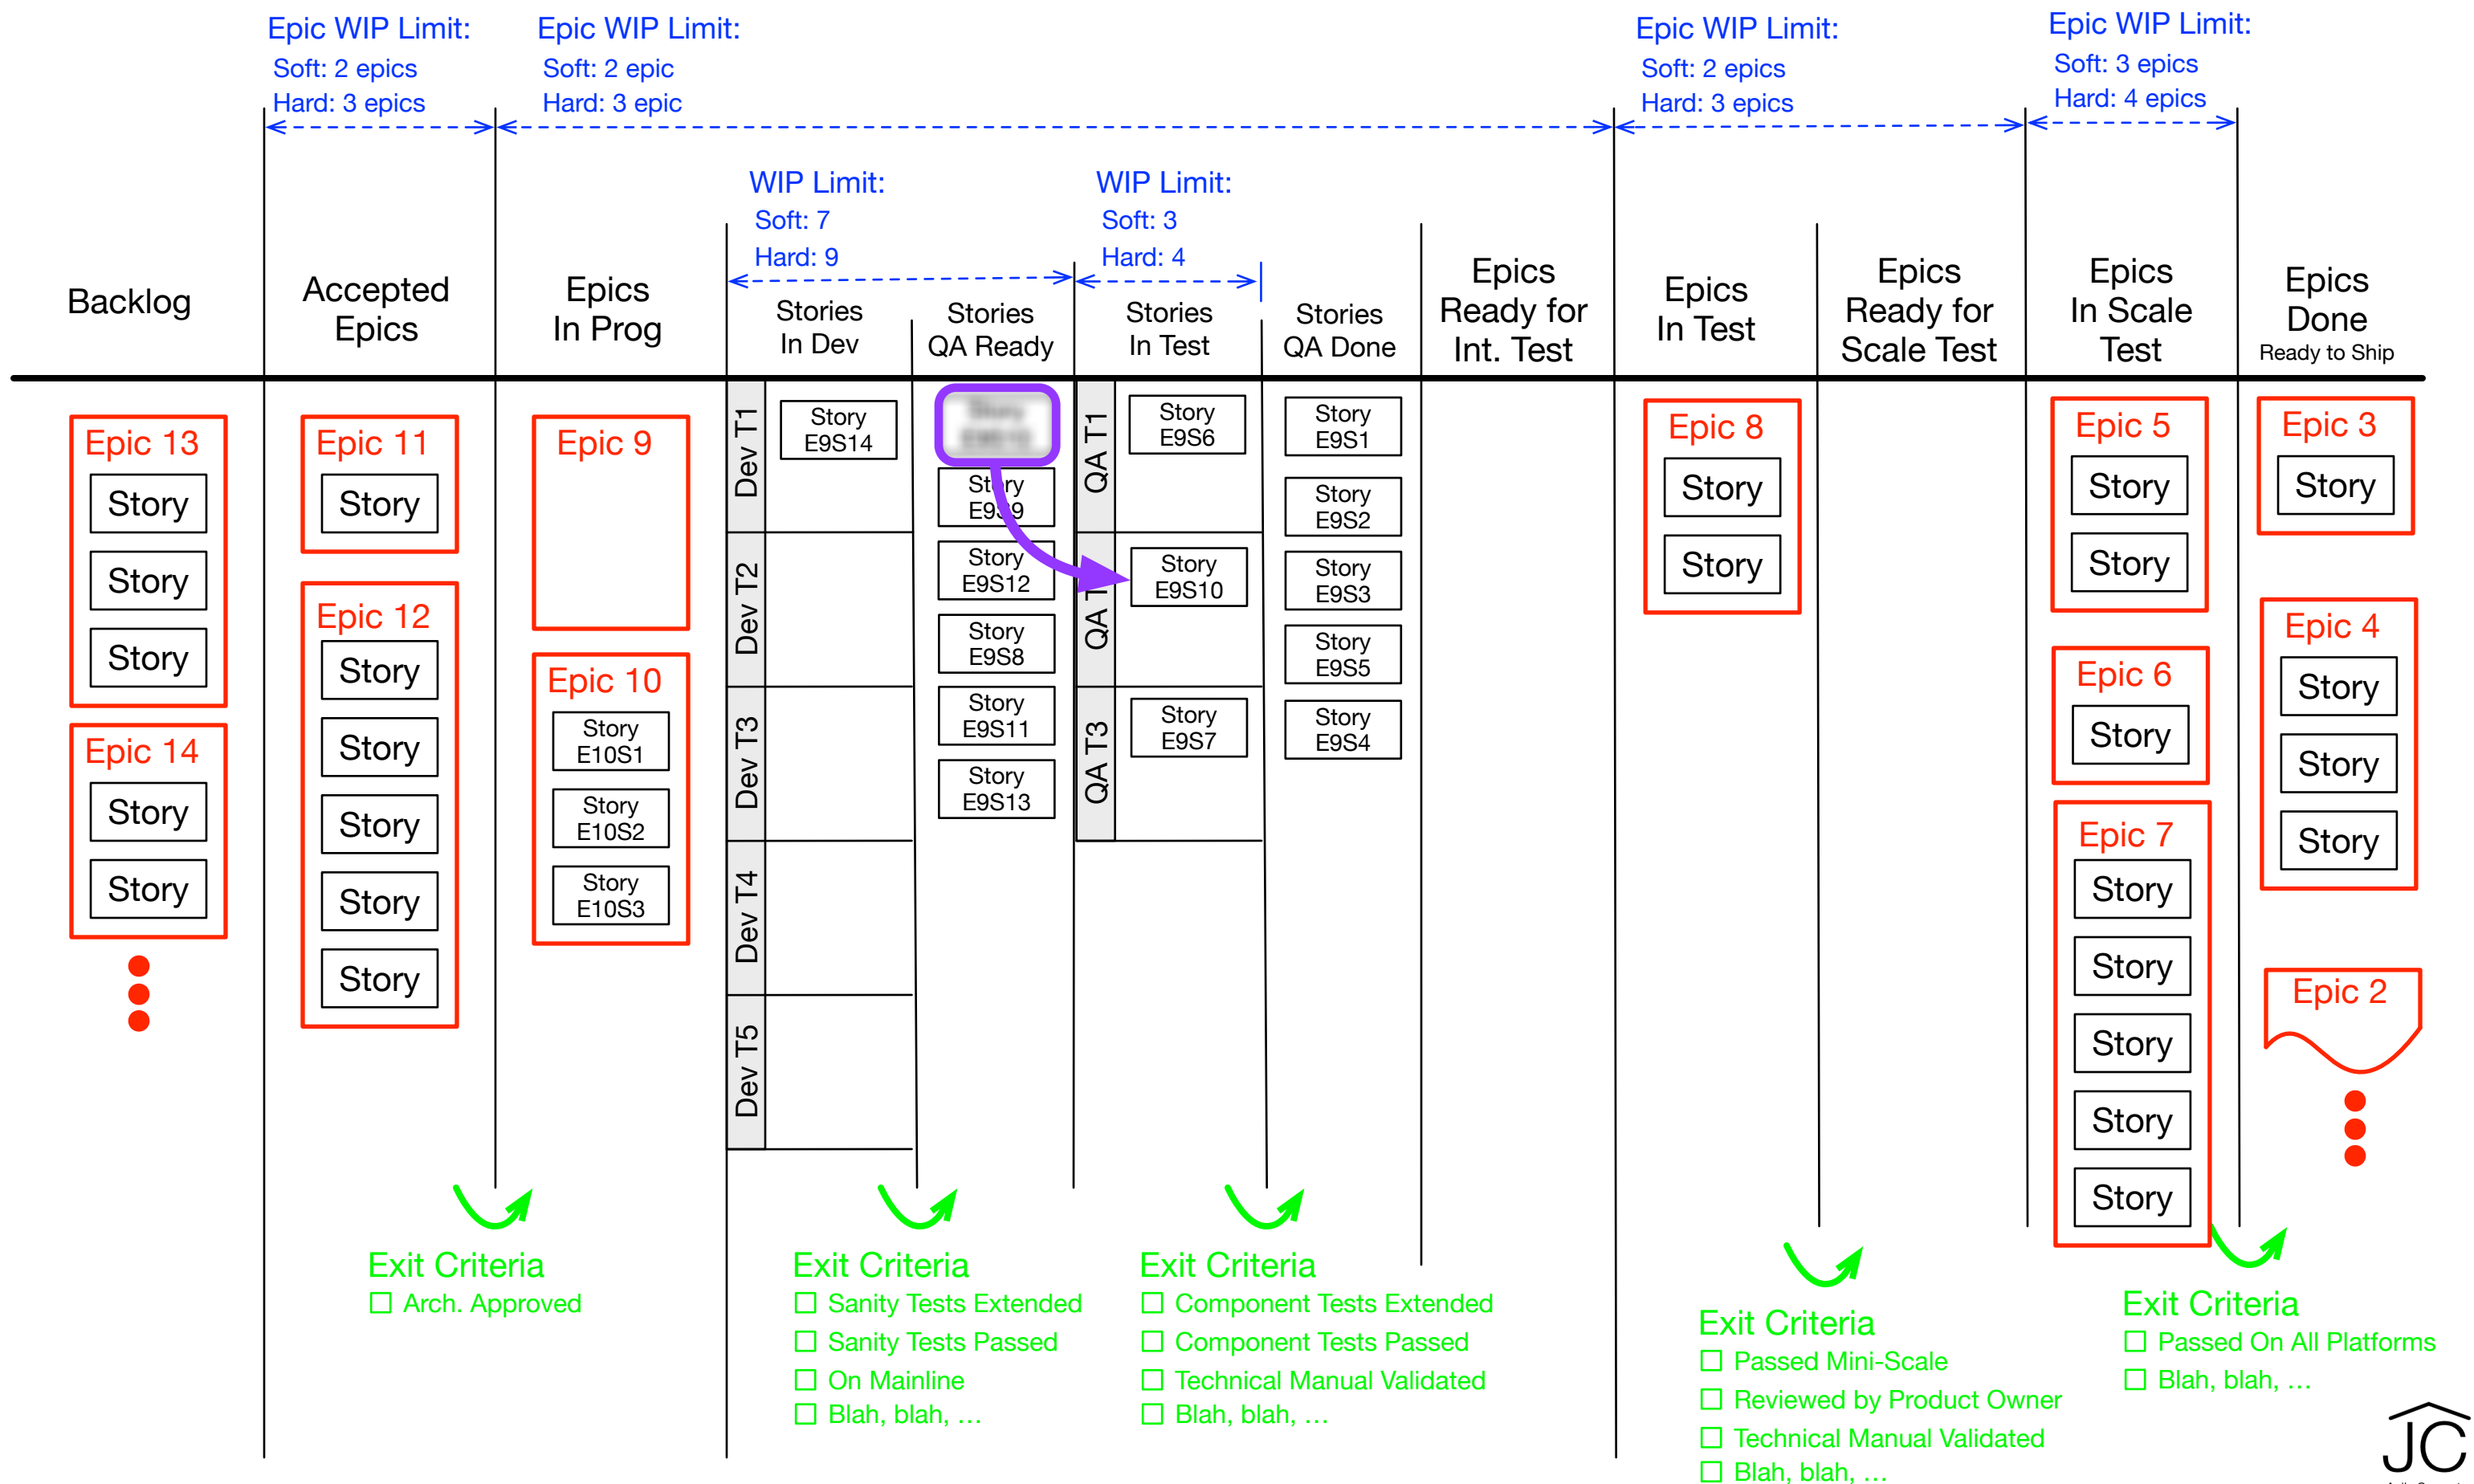 Epic WIP Limit:
Soft: 2 epics
Hard: 3 epics
Epic WIP Limit:
Soft: 2 epic
Hard: 3 epic
Epic WIP Limit:
Soft: 2 epics
Hard: 3 epics
Epic WIP Limit:
Soft: 3 epics
Hard: 4 epics
WIP Limit:
Soft: 7
Hard: 9
WIP Limit:
Soft: 3
Hard: 4
Backlog
Accepted
Epics
Epics
In Prog
Stories
In Dev
Stories
QA Ready
Stories
In Test
Stories
QA Done
Epics
Ready for
Int. Test
Epics
In Test
Epics
Ready for
Scale Test
Epics
In Scale
Test
Epics
Done
Ready to Ship
Epic 13
Story
Story
Story
Epic 14
Story
Story
Epic 11
Story
Epic 12
Story
Story
Story
Story
Story
Epic 9
Epic 10
Story
E10S1
Story
E10S2
Story
E10S3
Dev T1
Dev T2
Dev T3
Dev T4
Dev T5
Story
E9S14
Story
E9S9
Story
E9S12
Story
E9S8
Story
E9S11
Story
E9S13
QA T1
QA T
QA T3
Story
E9S6
Story
E9S10
Story
E9S7
Story
E9S1
Story
E9S2
Story
E9S3
Story
E9S5
Story
E9S4
Epic 8
Story
Story
Epic 5
Story
Story
Epic 6
Story
Epic 7
Story
Story
Story
Story
Story
Epic 3
Story
Epic 4
Story
Story
Story
Epic 2
Exit Criteria
Arch. Approved
Exit Criteria
Sanity Tests Extended
Sanity Tests Passed
On Mainline
Blah, blah, …
Exit Criteria
Component Tests Extended
Component Tests Passed
Technical Manual Validated
Blah, blah, …
Exit Criteria
Passed Mini-Scale
Reviewed by Product Owner
Technical Manual Validated
Blah, blah, …
Exit Criteria
Passed On All Platforms
Blah, blah, …
JC